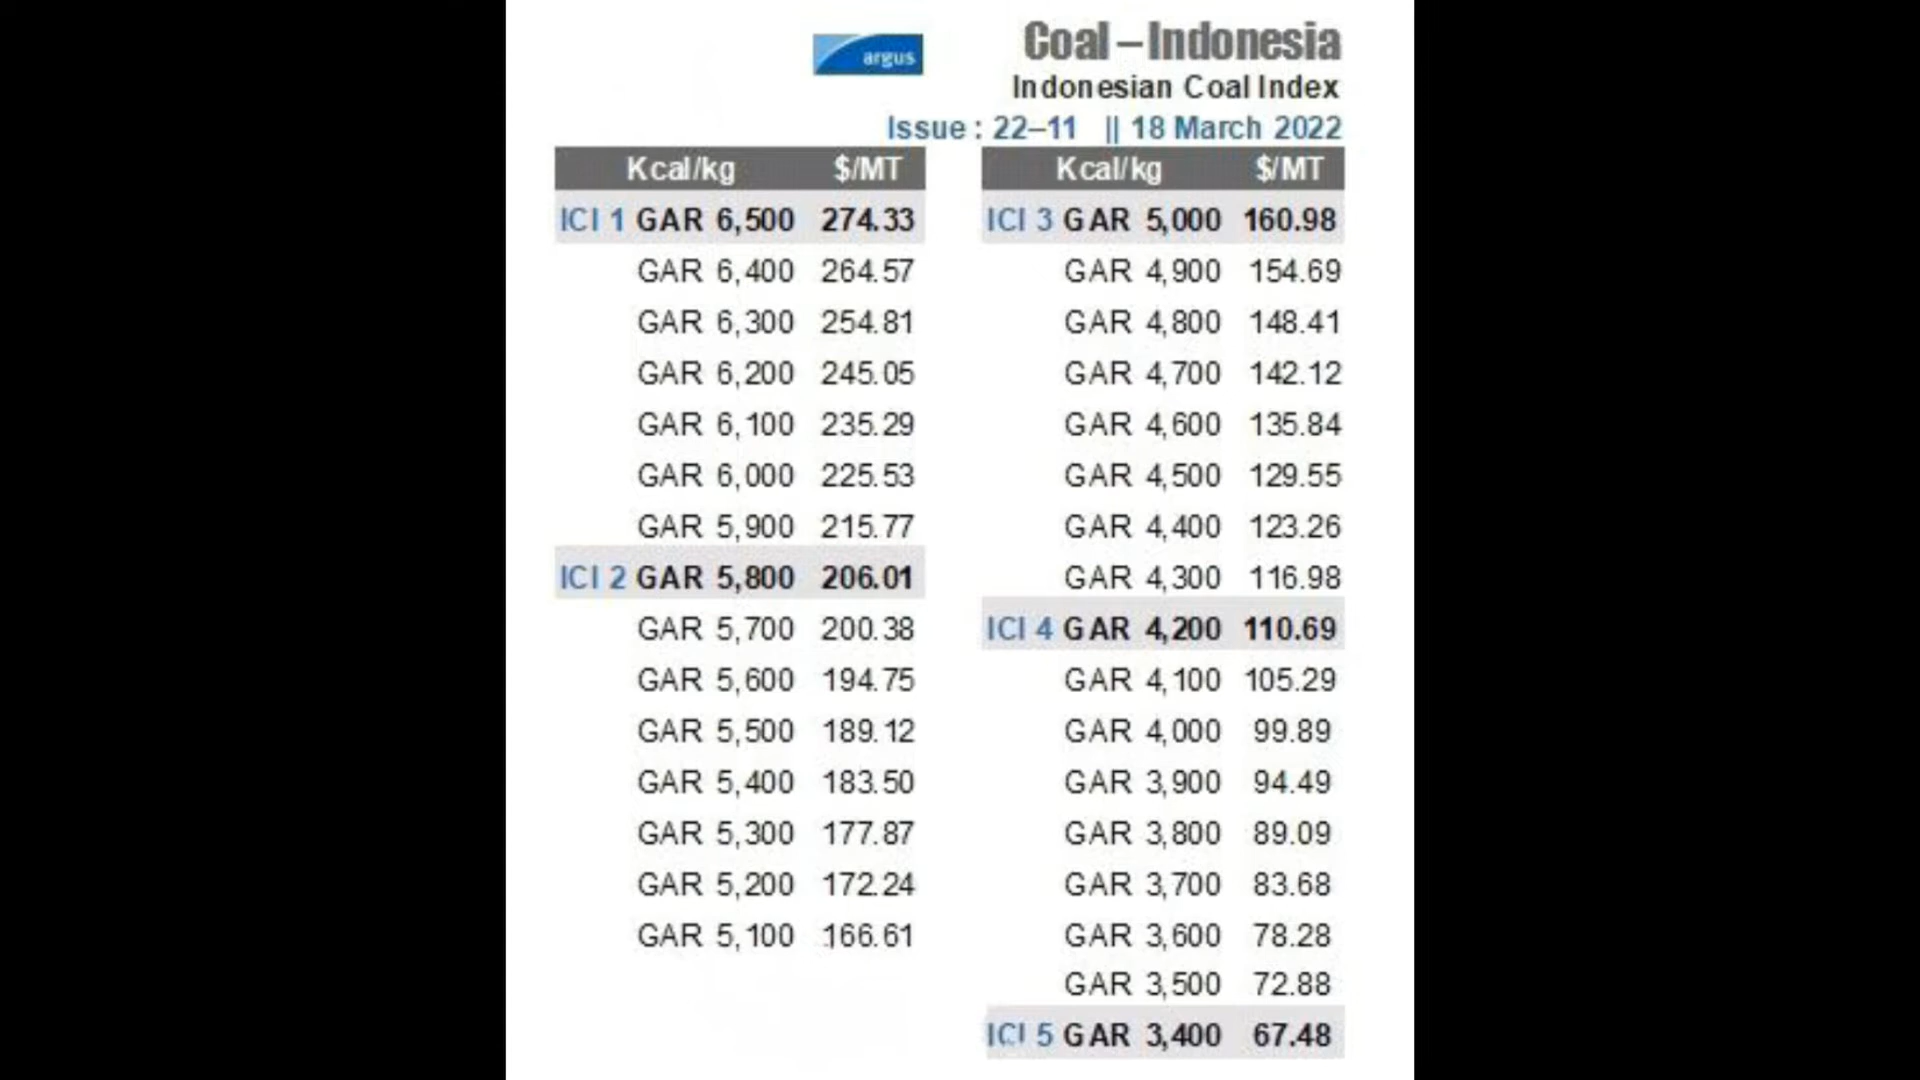 argus
Coal – Indonesia
Indonesian Coal Index
Issue : 22–11 || 18 March 2022
Kcal/kg $/MT
ICI 1 GAR 6,500 274.33
GAR 6,400 264.57
GAR 6,300 254.81
GAR 6,200 245.05
GAR 6,100 235.29
GAR 6,000 225.53
GAR 5,900 215.77
ICI 2 GAR 5,800 206.01
GAR 5,700 200.38
GAR 5,600 194.75
GAR 5,500 189.12
GAR 5,400 183.50
GAR 5,300 177.87
GAR 5,200 172.24
GAR 5,100 166.61
Kcal/kg $/MT
ICI 3 GAR 5,000 160.98
GAR 4,900 154.69
GAR 4,800 148.41
GAR 4,700 142.12
GAR 4,600 135.84
GAR 4,500 129.55
GAR 4,400 123.26
GAR 4,300 116.98
ICI 4 GAR 4,200 110.69
GAR 4,100 105.29
GAR 4,000 99.89
GAR 3,900 94.49
GAR 3,800 89.09
GAR 3,700 83.68
GAR 3,600 78.28
GAR 3,500 72.88
ICI 5 GAR 3,400 67.48